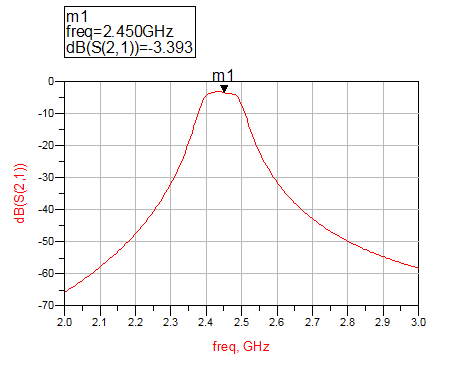 m1
freq=2.450GHz
dB(S(2,1))=-3.393
m1
0
-10
-20
-30
-40
-50
-60
-70
dB(S(2,1))
2.0 2.1 2.2 2.3 2.4 2.5 2.6 2.7 2.8 2.9 3.0
freq, GHz